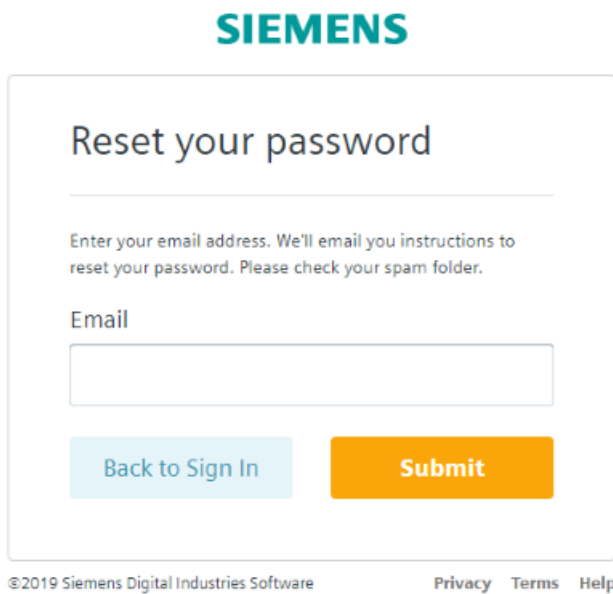 SIEMENS
Reset your password
Enter your email address. We'll email you instructions to
reset your password. Please check your spam folder.
Email
Back to Sign In Submit
©2019 Siemens Digital Industries Software Privacy Terms Help